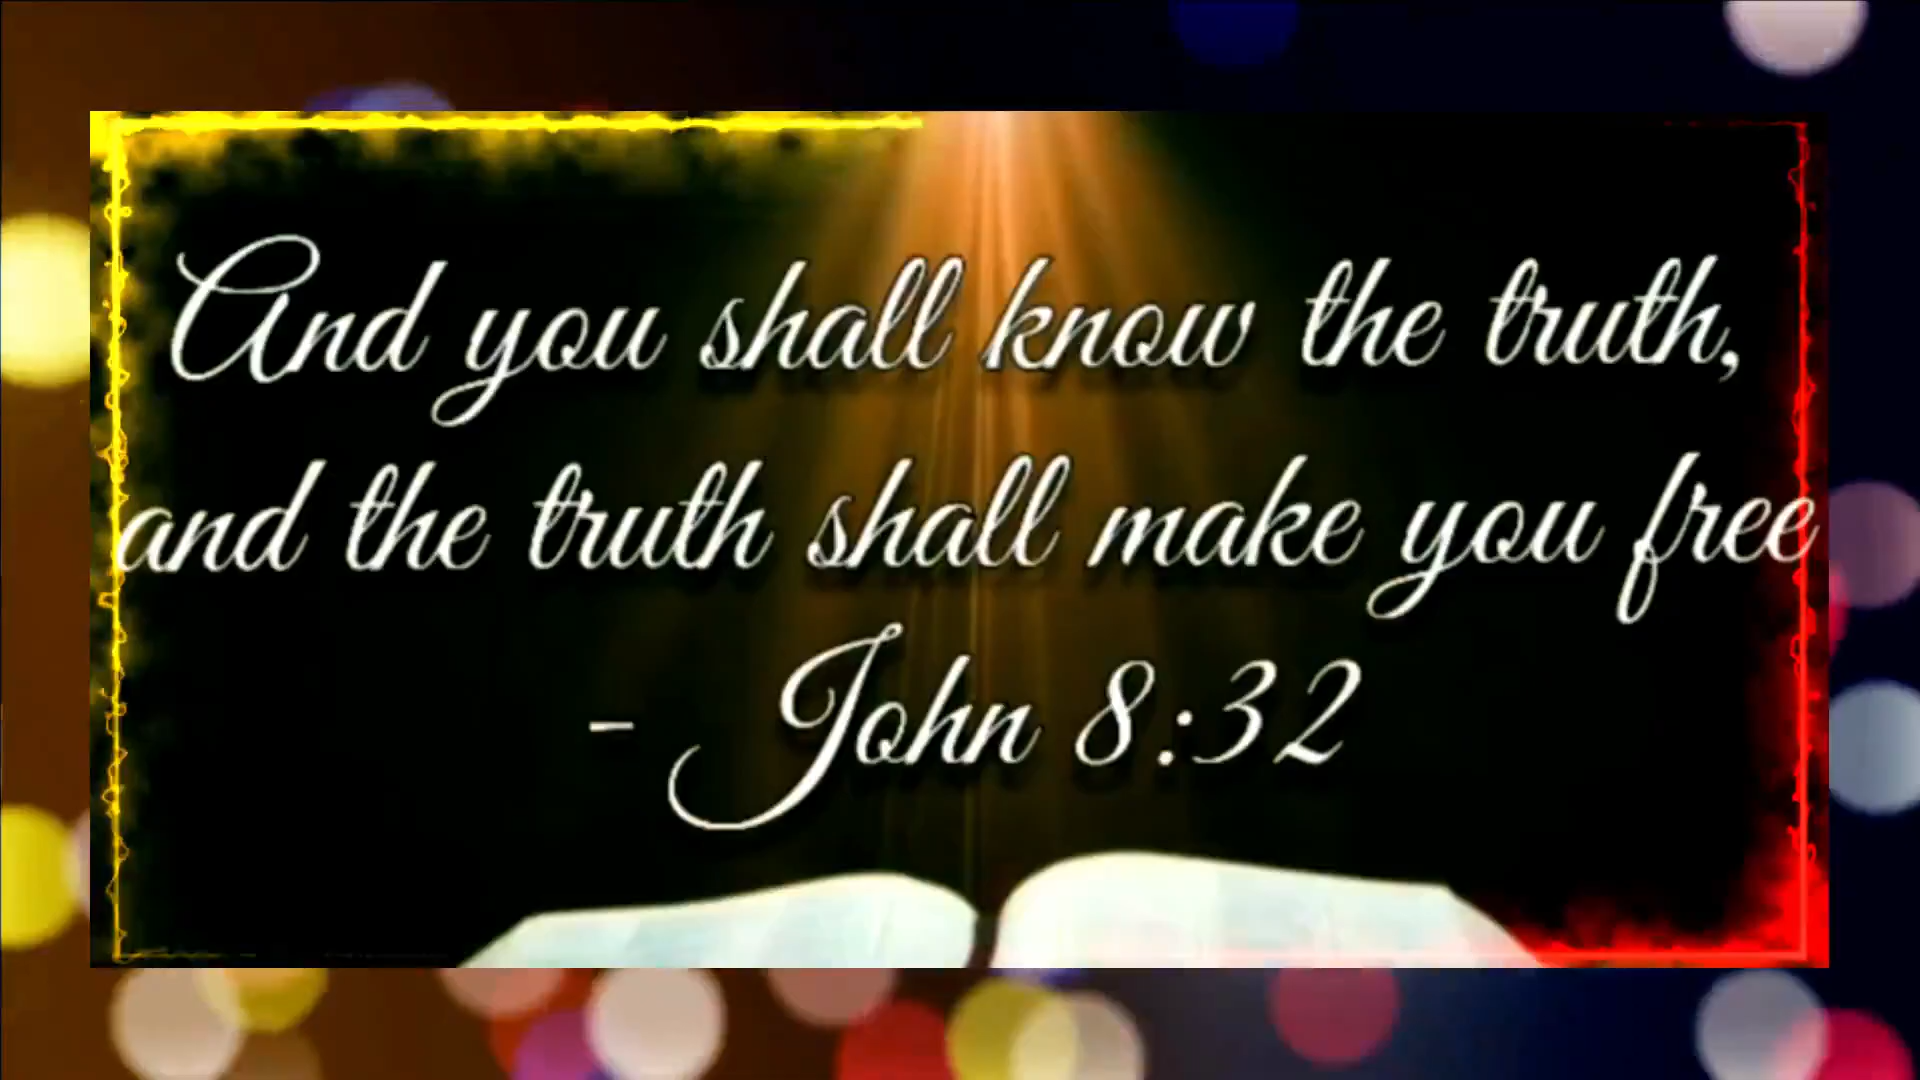 And you shall know the truth,
and the truth shall make you free
- John 8:32